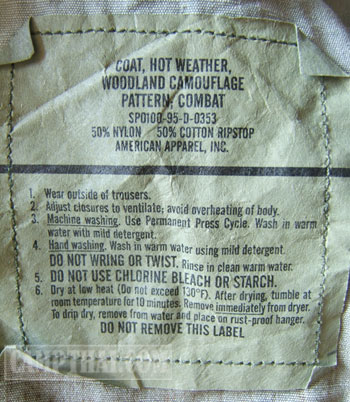 COAT, HOT WEATHER,
WOODLAND CAMOUFLAGE
PATTERN, COMBAT
SPO100-95-D-0353
50% NYLON 50% COTTON RIPSTOP
AMERICAN APPAREL, INC.
1. Wear outside of trousers.
2. Adjust closures to ventilate; avoid overheating of body.
3. Machine washing. Use Permanent Press Cycle. Wash in warm
water with mild detergent.
4. Hand washing. Wash in warm water using mild detergent.
DO NOT WRING OR TWIST. Rinse in clean warm water.
5. DO NOT USE CHLORINE BLEACH OR STARCH.
6. Dry at low heat (Do not exceed 130°F). After drying, tumble at
room temperature for 10 minutes. Remove immediately from dryer.
To drip dry, remove from water and place on rust-proof hanger.
DO NOT REMOVE THIS LABEL